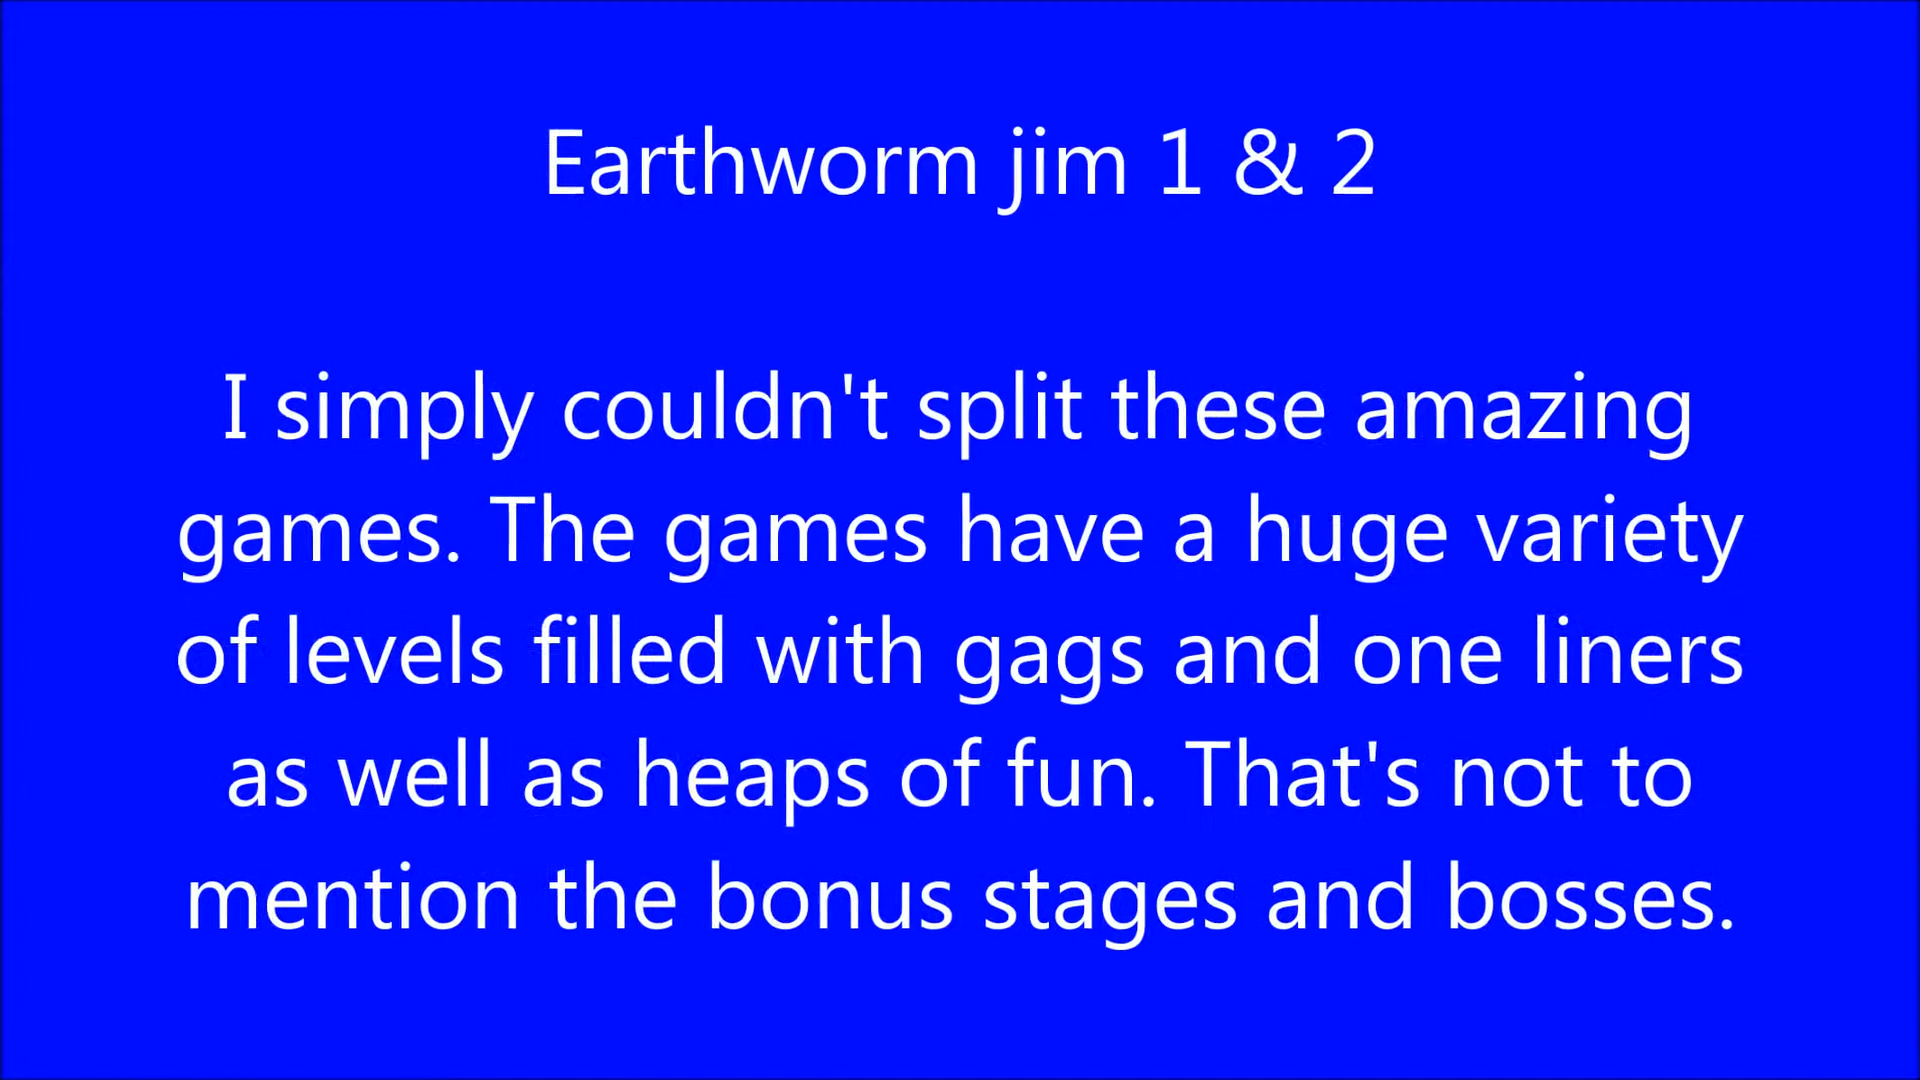 Earthworm jim 1 & 2
I simply couldn't split these amazing
games. The games have a huge variety
of levels filled with gags and one liners
as well as heaps of fun. That's not to
mention the bonus stages and bosses.